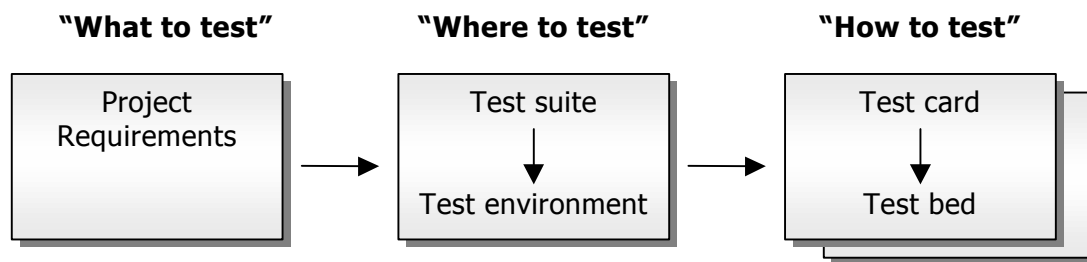 “What to test”
“Where to test”
“How to test”
Project
Requirements
Test suite
Test environment
Test card
Test bed